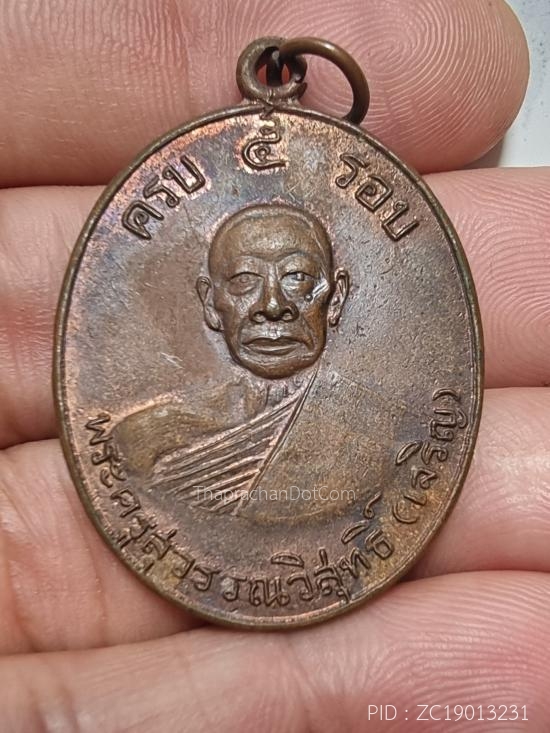 ครบ ๕ รอบ
พระครูสุวรรณวิสุทธิ์ (เจริญ)
ThaprachanDotCom
PID : ZC19013231